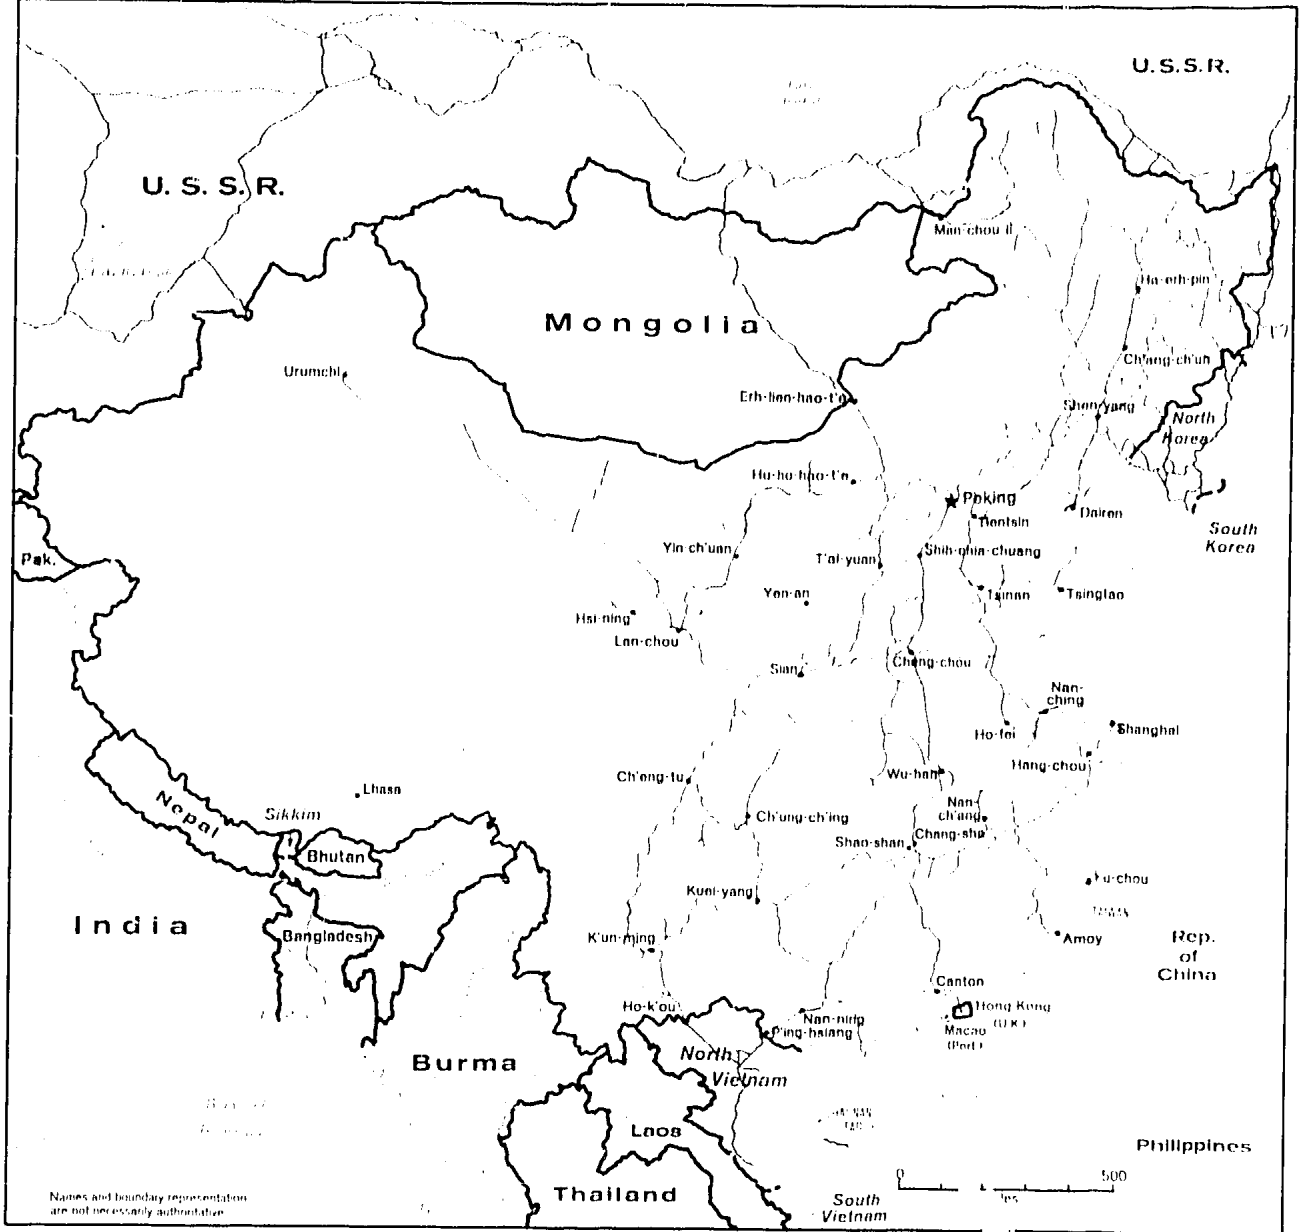 U.S.S.R.
U.S.S.R.
Man-chou-li
Ha-erh-pin
Mongolia
Ch'ang-ch'un
Urumchi
Erh-lien-hao-t'e
Shen-yang
North
Korea
Hu-ho-hao-t'e
Peking
Tientsin
Dairen
South
Korea
Pak.
Yin-ch'uan
T'ai-yuan
Shih-chia-chuang
Yen-an
Tsinan
Tsingtao
Hsi-ning
Lan-chou
Sian
Cheng-chou
Nan-
ching
Ho-fei
Shanghai
Hang-chou
Ch'eng-tu
Wu-han
Lhasa
Nepal
Sikkim
Bhutan
Ch'ung-ch'ing
Nan-
ch'ang
Chang-sha
Shao-shan
Kuei-yang
Fu-chou
TAIWAN
India
Bangladesh
K'un-ming
Amoy
Rep.
of
China
Canton
Ho-k'ou
Nan-ning
P'ing-hsiang
Hong Kong
(U.K.)
Macao
(Port.)
Burma
North
Vietnam
Laos
Philippines
Thailand
South
Vietnam
0 500
Names and boundary representation
are not necessarily authoritative